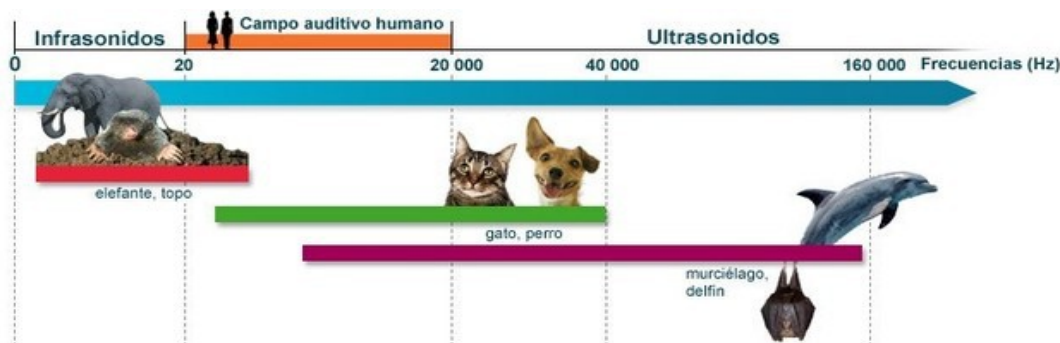 Campo auditivo humano
Infrasonidos
Ultrasonidos
0
20
20 000
40 000
160 000
Frecuencias (Hz)
elefante, topo
gato, perro
murciélago,
delfin